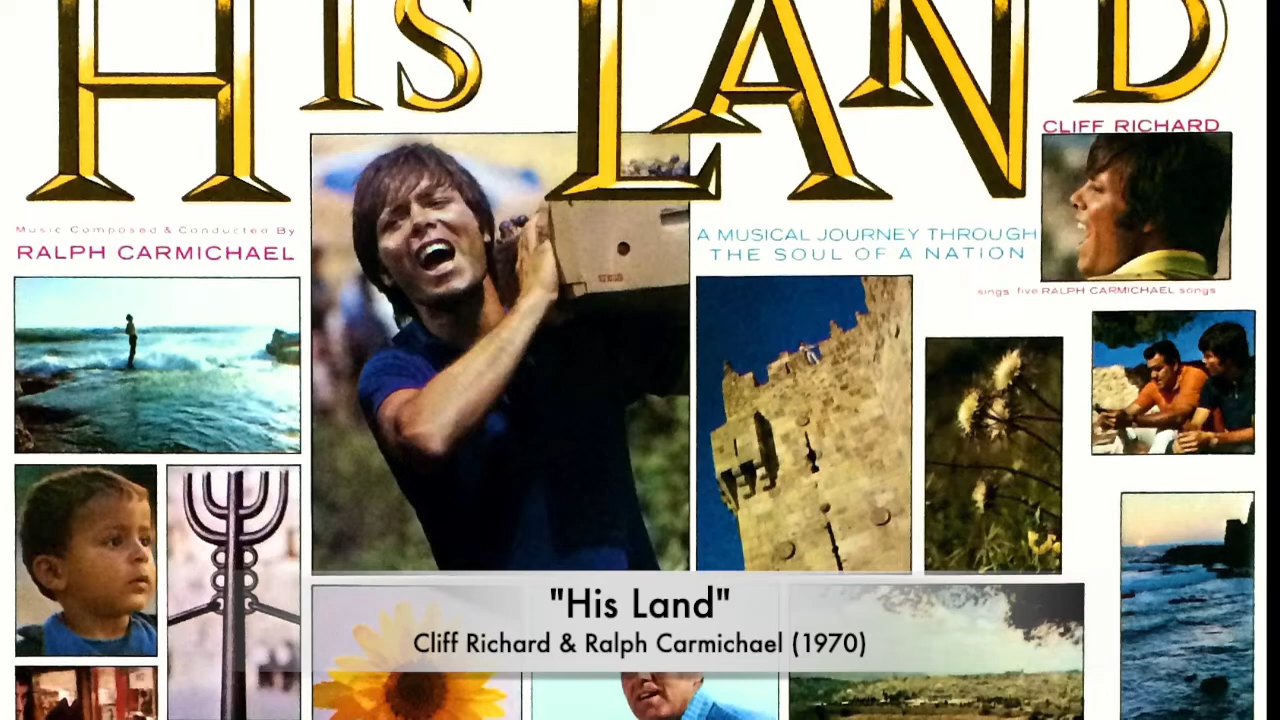 HIS LAND
CLIFF RICHARD
Music Composed & Conducted By
RALPH CARMICHAEL
A MUSICAL JOURNEY THROUGH
THE SOUL OF A NATION
sings five RALPH CARMICHAEL songs
"His Land"
Cliff Richard & Ralph Carmichael (1970)